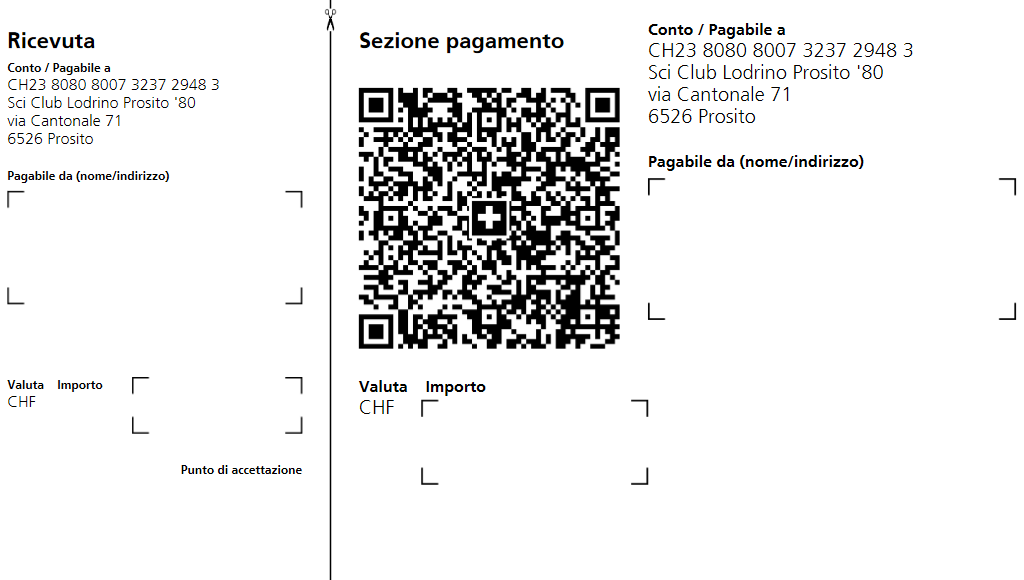 Ricevuta
Conto / Pagabile a
CH23 8080 8007 3237 2948 3
Sci Club Lodrino Prosito '80
via Cantonale 71
6526 Prosito
Pagabile da (nome/indirizzo)
Valuta Importo
CHF
Punto di accettazione
Sezione pagamento
Valuta Importo
CHF
Conto / Pagabile a
CH23 8080 8007 3237 2948 3
Sci Club Lodrino Prosito '80
via Cantonale 71
6526 Prosito
Pagabile da (nome/indirizzo)